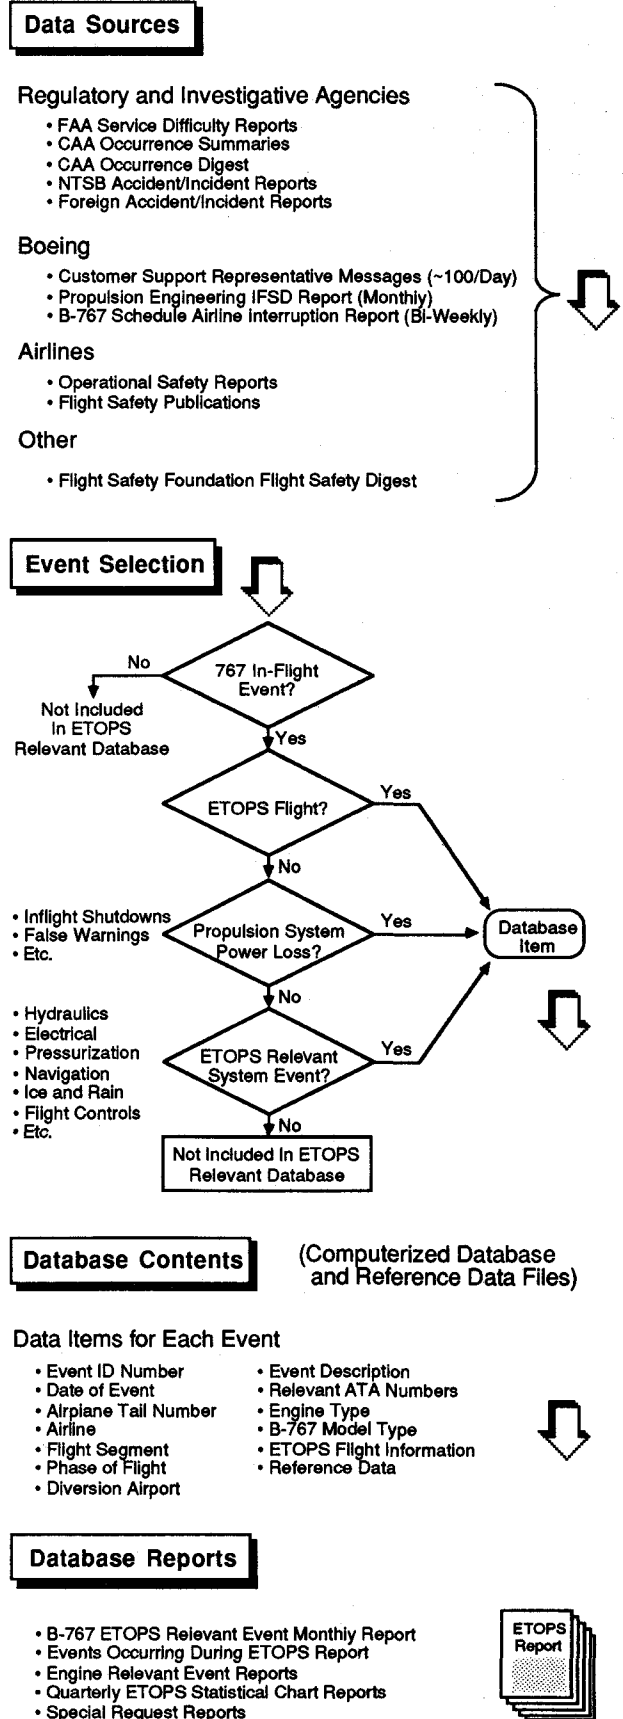 Data Sources
Regulatory and Investigative Agencies
• FAA Service Difficulty Reports
• CAA Occurrence Summaries
• CAA Occurrence Digest
• NTSB Accident/Incident Reports
• Foreign Accident/Incident Reports
Boeing
• Customer Support Representative Messages (~100/Day)
• Propulsion Engineering IFSD Report (Monthly)
• B-767 Schedule Airline Interruption Report (Bi-Weekly)
Airlines
• Operational Safety Reports
• Flight Safety Publications
Other
• Flight Safety Foundation Flight Safety Digest
Event Selection
767 In-Flight
Event?
No
Not Included
In ETOPS
Relevant Database
Yes
ETOPS Flight?
Yes
No
• Inflight Shutdowns
• False Warnings
• Etc.
Propulsion System
Power Loss?
Yes
Database
Item
No
• Hydraulics
• Electrical
• Pressurization
• Navigation
• Ice and Rain
• Flight Controls
• Etc.
ETOPS Relevant
System Event?
Yes
No
Not Included In ETOPS
Relevant Database
Database Contents
(Computerized Database
and Reference Data Files)
Data Items for Each Event
• Event ID Number
• Date of Event
• Airplane Tail Number
• Airline
• Flight Segment
• Phase of Flight
• Diversion Airport
• Event Description
• Relevant ATA Numbers
• Engine Type
• B-767 Model Type
• ETOPS Flight Information
• Reference Data
Database Reports
• B-767 ETOPS Relevant Event Monthly Report
• Events Occurring During ETOPS Report
• Engine Relevant Event Reports
• Quarterly ETOPS Statistical Chart Reports
• Special Request Reports
ETOPS
Report